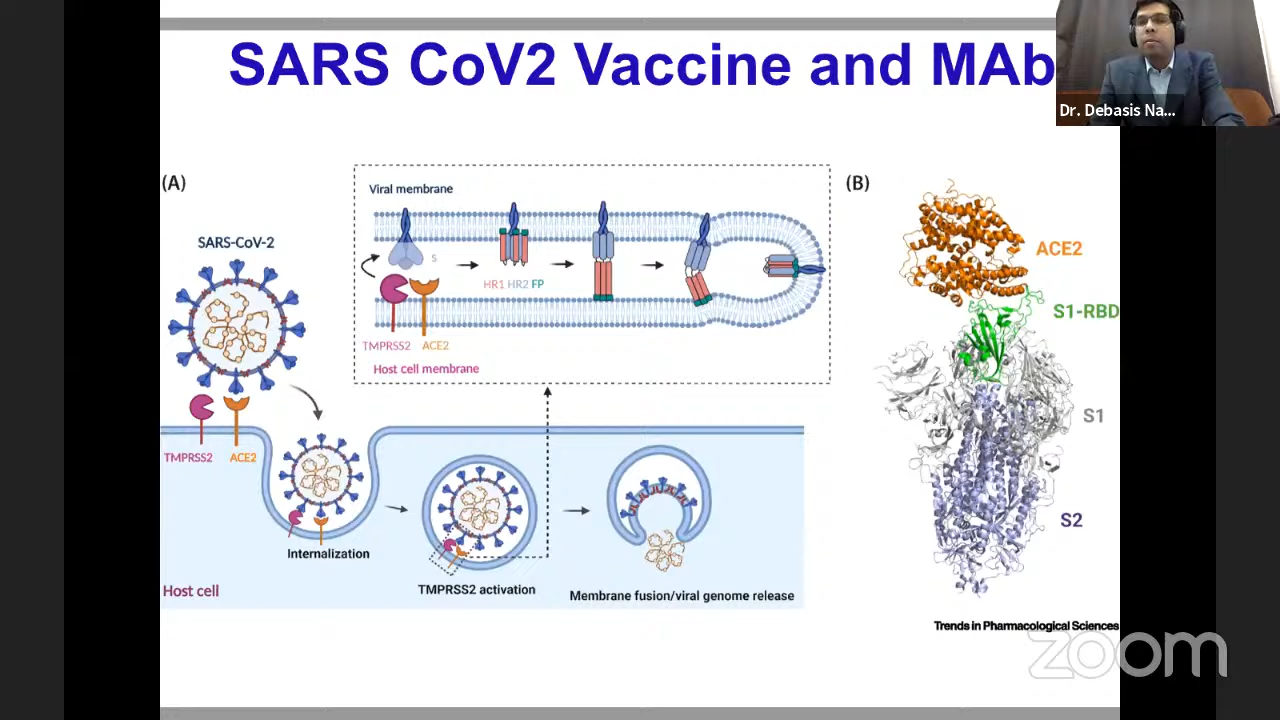 SARS CoV2 Vaccine and MAb
Dr. Debasis Na...
(A)
SARS-CoV-2
Viral membrane
S
HR1 HR2 FP
TMPRSS2 ACE2
Host cell membrane
TMPRSS2 ACE2
Internalization
TMPRSS2 activation
Membrane fusion/viral genome release
Host cell
(B)
ACE2
S1-RBD
S1
S2
Trends in Pharmacological Sciences
zoom